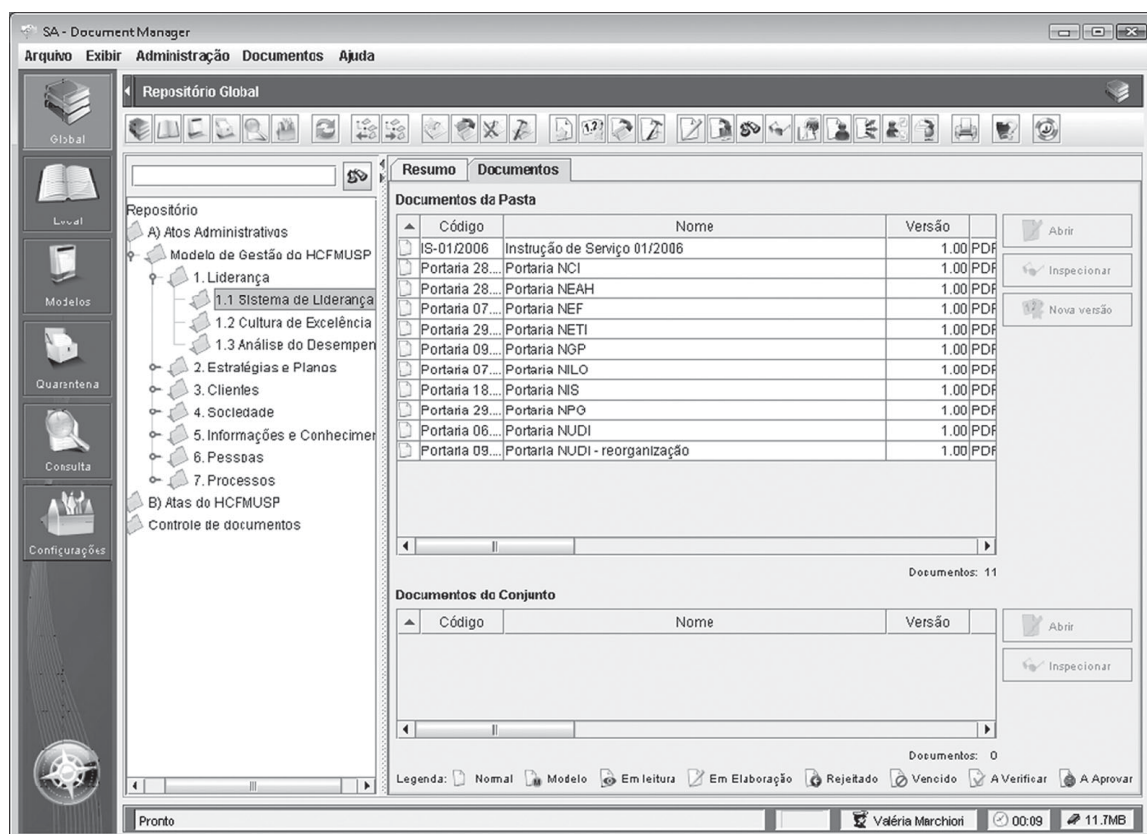 SA - Document Manager
Arquivo Exibir Administração Documentos Ajuda
Global
Local
Modelos
Quarentena
Consulta
Configurações
Repositório Global
Repositório
A) Atos Administrativos
Modelo de Gestão do HCFMUSP
1. Liderança
1.1 Sistema de Liderança
1.2 Cultura de Excelência
1.3 Análise do Desempen
2. Estratégias e Planos
3. Clientes
4. Sociedade
5. Informações e Conhecimer
6. Pessoas
7. Processos
B) Atas do HCFMUSP
Controle de documentos
Resumo Documentos
Documentos da Pasta
Código Nome Versão
IS-01/2006 Instrução de Serviço 01/2006 1.00 PDF
Portaria 28.... Portaria NCI 1.00 PDF
Portaria 28.... Portaria NEAH 1.00 PDF
Portaria 07.... Portaria NEF 1.00 PDF
Portaria 29.... Portaria NETI 1.00 PDF
Portaria 09.... Portaria NGP 1.00 PDF
Portaria 07.... Portaria NILO 1.00 PDF
Portaria 18.... Portaria NIS 1.00 PDF
Portaria 29.... Portaria NPG 1.00 PDF
Portaria 06.... Portaria NUDI 1.00 PDF
Portaria 09.... Portaria NUDI - reorganização 1.00 PDF
Abrir
Inspecionar
Nova versão
Documentos: 11
Documentos do Conjunto
Código Nome Versão
Abrir
Inspecionar
Documentos: 0
Legenda: Normal Modelo Em leitura Em Elaboração Rejeitado Vencido A Verificar A Aprovar
Pronto Valéria Marchiori 00:09 11.7MB